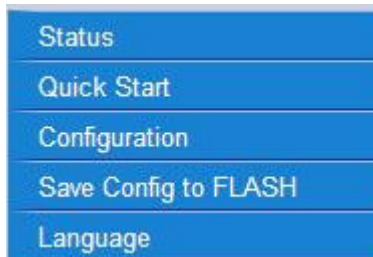 Status
Quick Start
Configuration
Save Config to FLASH
Language